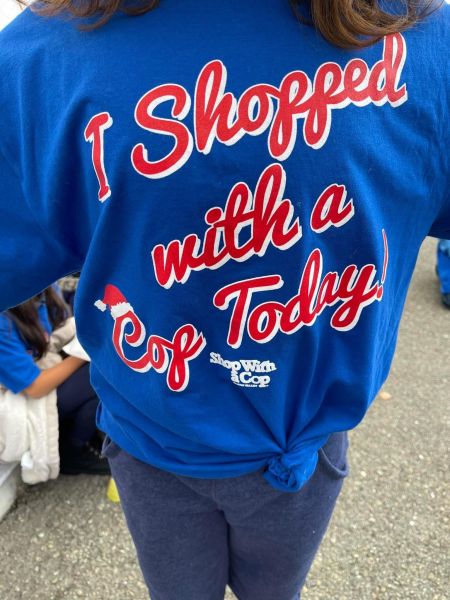 I Shopped
with a
Cop Today!
Shop With
a Cop